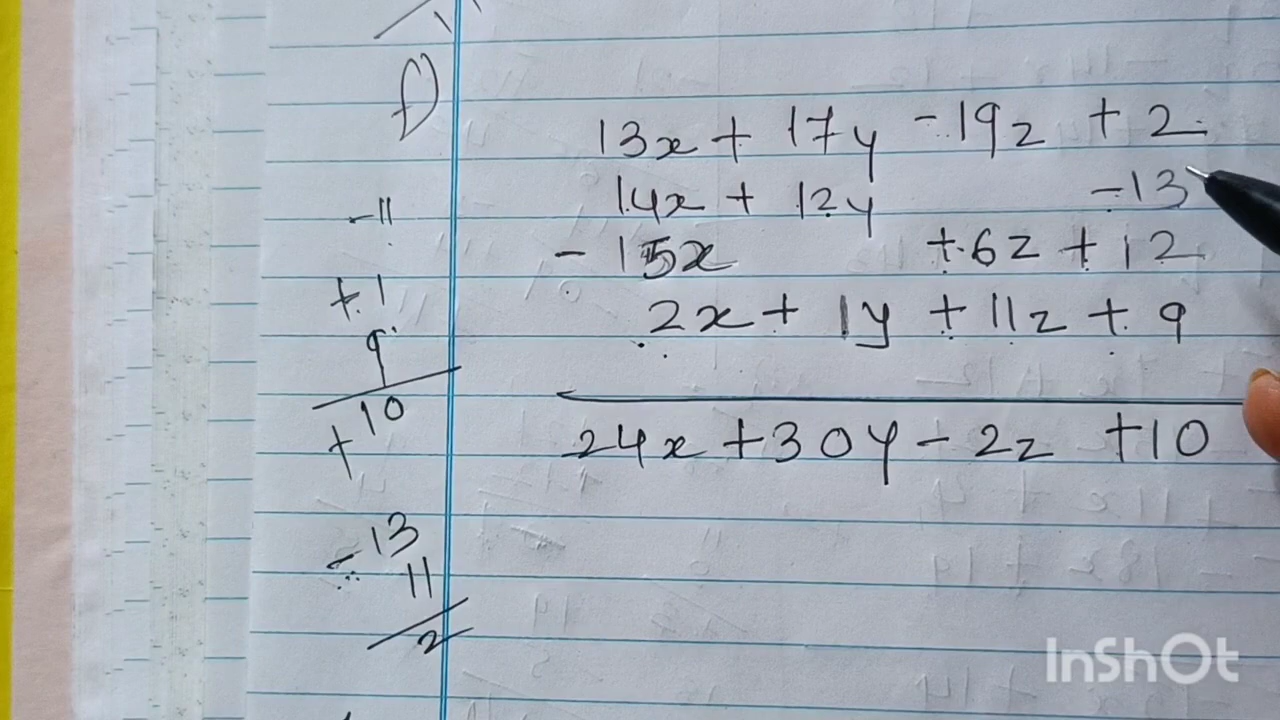 f)
13x + 17y - 19z + 2
14x + 12y - 13
- 15x + 6z + 12
2x + 1y + 11z + 9
24x + 30y - 2z + 10
- 11
+ 1
9
+ 10
- 13
11
2
InShOt